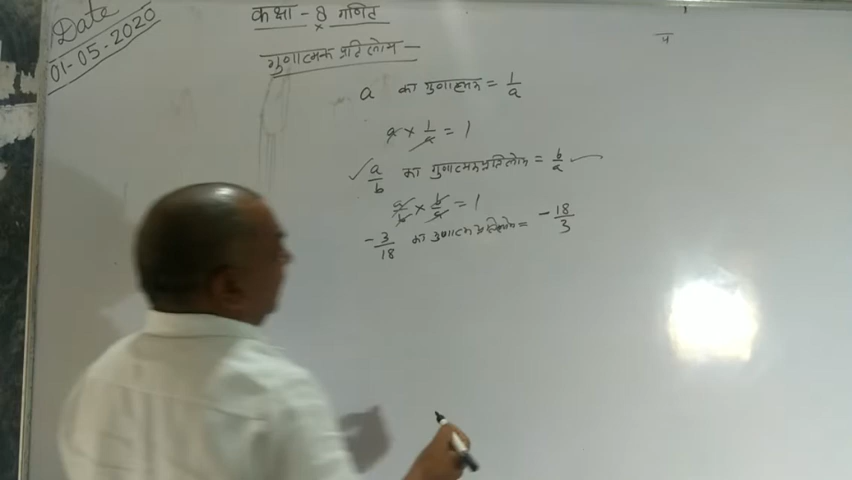 Date
01-05-2020
कक्षा - 8 गणित
गुणात्मक प्रतिलोम —
a का गुणात्मक = 1/a
a × 1/a = 1
✓ a/b का गुणात्मक प्रतिलोम = b/a
a/b × b/a = 1
-3/18 का गुणात्म प्रतिलोम = -18/3